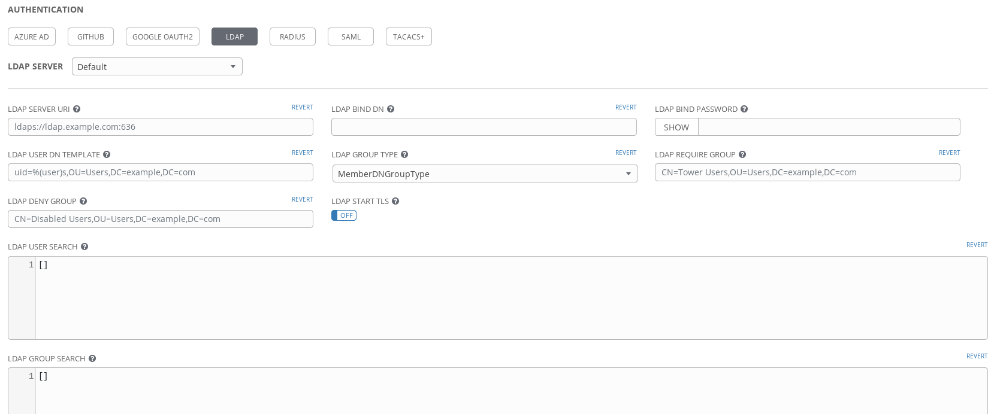 AUTHENTICATION
AZURE AD GITHUB GOOGLE OAUTH2 LDAP RADIUS SAML TACACS+
LDAP SERVER Default
LDAP SERVER URI REVERT LDAP BIND DN REVERT LDAP BIND PASSWORD
ldaps://ldap.example.com:636 SHOW
LDAP USER DN TEMPLATE REVERT LDAP GROUP TYPE REVERT LDAP REQUIRE GROUP REVERT
uid=%(user)s,OU=Users,DC=example,DC=com MemberDNGroupType CN=Tower Users,OU=Users,DC=example,DC=com
LDAP DENY GROUP REVERT LDAP START TLS
CN=Disabled Users,OU=Users,DC=example,DC=com OFF
LDAP USER SEARCH REVERT
1 []
LDAP GROUP SEARCH REVERT
1 []